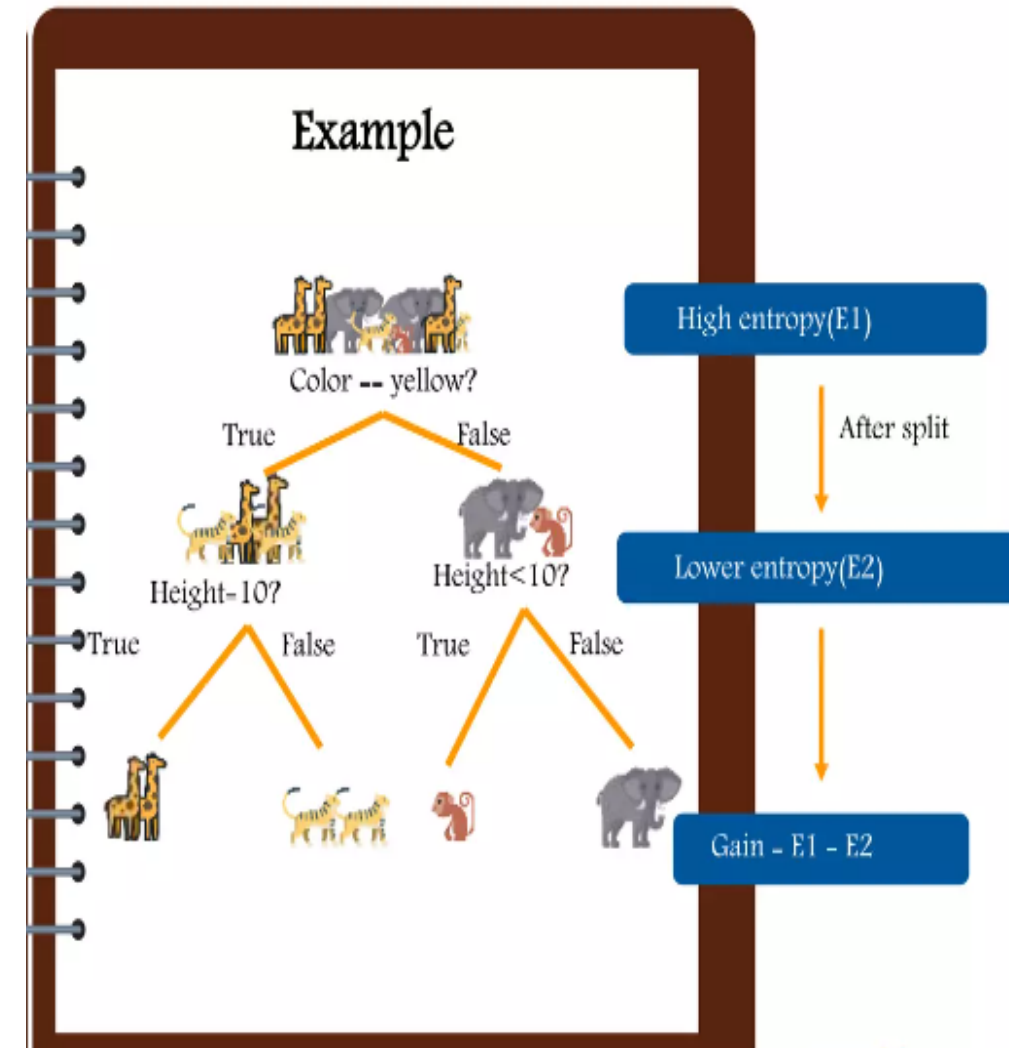 Example
High entropy(E1)
Color -- yellow?
True
False
After split
Lower entropy(E2)
Height-10?
Height<10?
True
False
True
False
Gain - E1 - E2